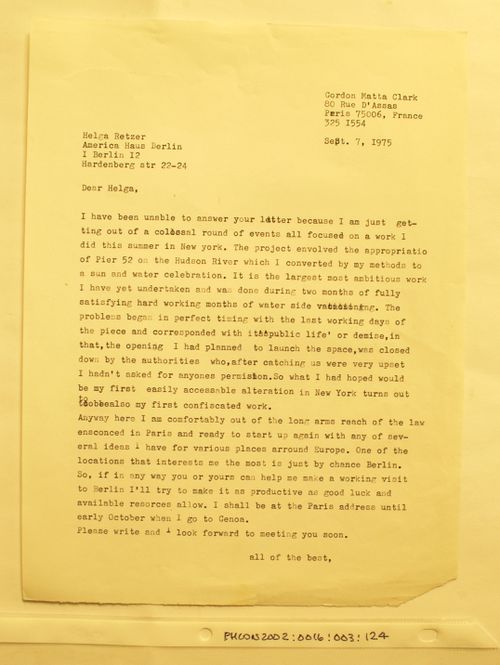 Gordon Matta Clark
80 Rue D'Assas
Paris 75006, France
325 I554
Sept. 7, 1975
Helga Retzer
America Haus Berlin
I Berlin I2
Hardenberg str 22-24
Dear Helga,
I have been unable to answer your letter because I am just get-
ting out of a colossal round of events all focused on a work I
did this summer in New york. The project envolved the appropriatio
of Pier 52 on the Hudson River which I converted by my methods to
a sun and water celebration. It is the largest most ambitious work
I have yet undertaken and was done during two months of fully
satisfying hard working months of water side The
problems began in perfect timing with the last working days of
the piece and corresponded with its'public life' or demise,in
that,the opening I had planned to launch the space,was closed
down by the authorities who,after catching us were very upset
I hadn't asked for anyones permission.So what I had hoped would
be my first easily accessable alteration in New York turns out
to be also my first confiscated work.
Anyway here I am comfortably out of the long arms reach of the law
ensconced in Paris and ready to start up again with any of sev-
eral ideas I have for various places arround Europe. One of the
locations that interests me the most is just by chance Berlin.
So, if in any way you or yours can help me make a working visit
to Berlin I'll try to make it as productive as good luck and
available resorces allow. I shall be at the Paris address until
early October when I go to Genoa.
Please write and I look forward to meeting you soon.
all of the best,
PHCON2002:0016:003:124